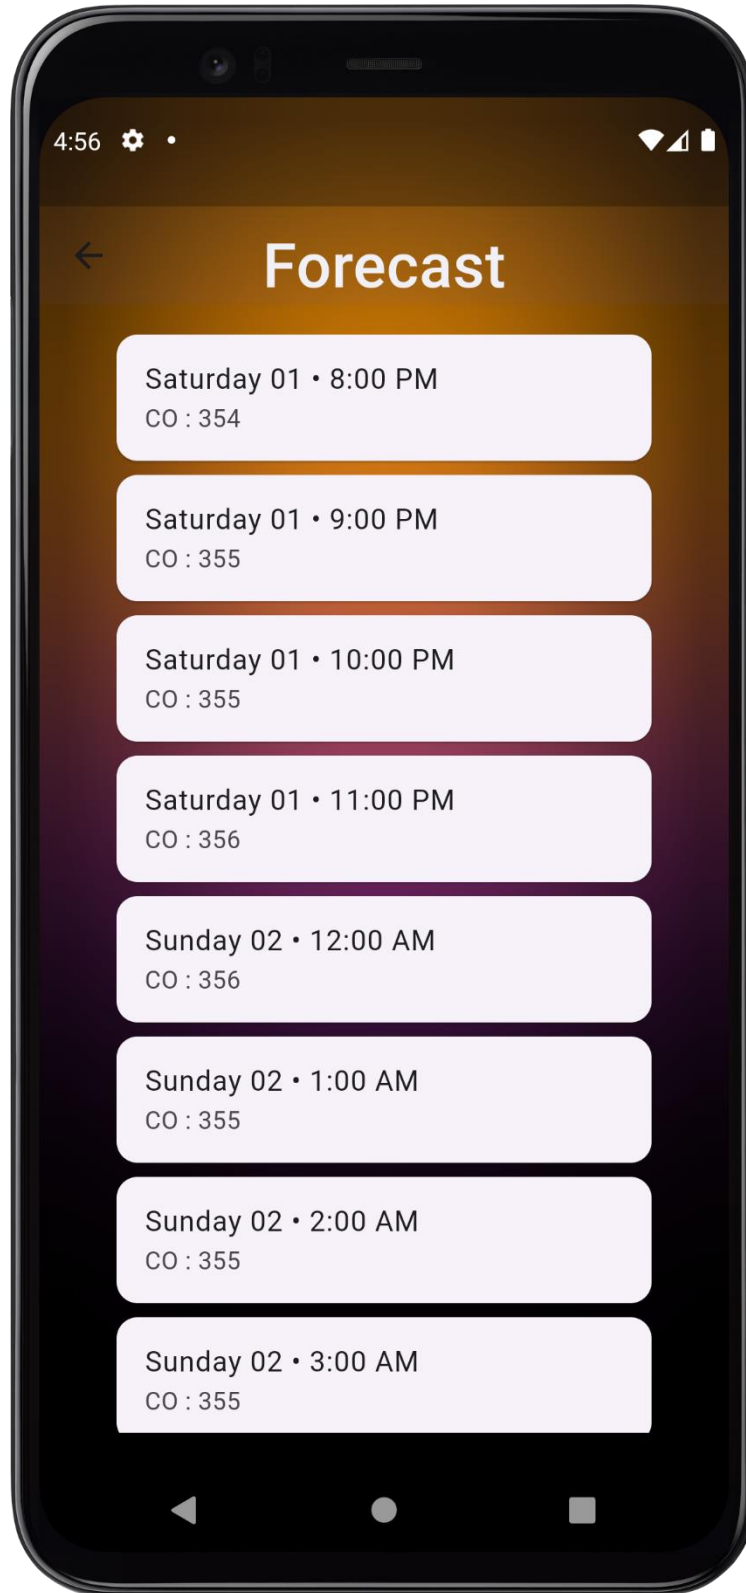 4:56
Forecast
Saturday 01 • 8:00 PM
CO : 354
Saturday 01 • 9:00 PM
CO : 355
Saturday 01 • 10:00 PM
CO : 355
Saturday 01 • 11:00 PM
CO : 356
Sunday 02 • 12:00 AM
CO : 356
Sunday 02 • 1:00 AM
CO : 355
Sunday 02 • 2:00 AM
CO : 355
Sunday 02 • 3:00 AM
CO : 355